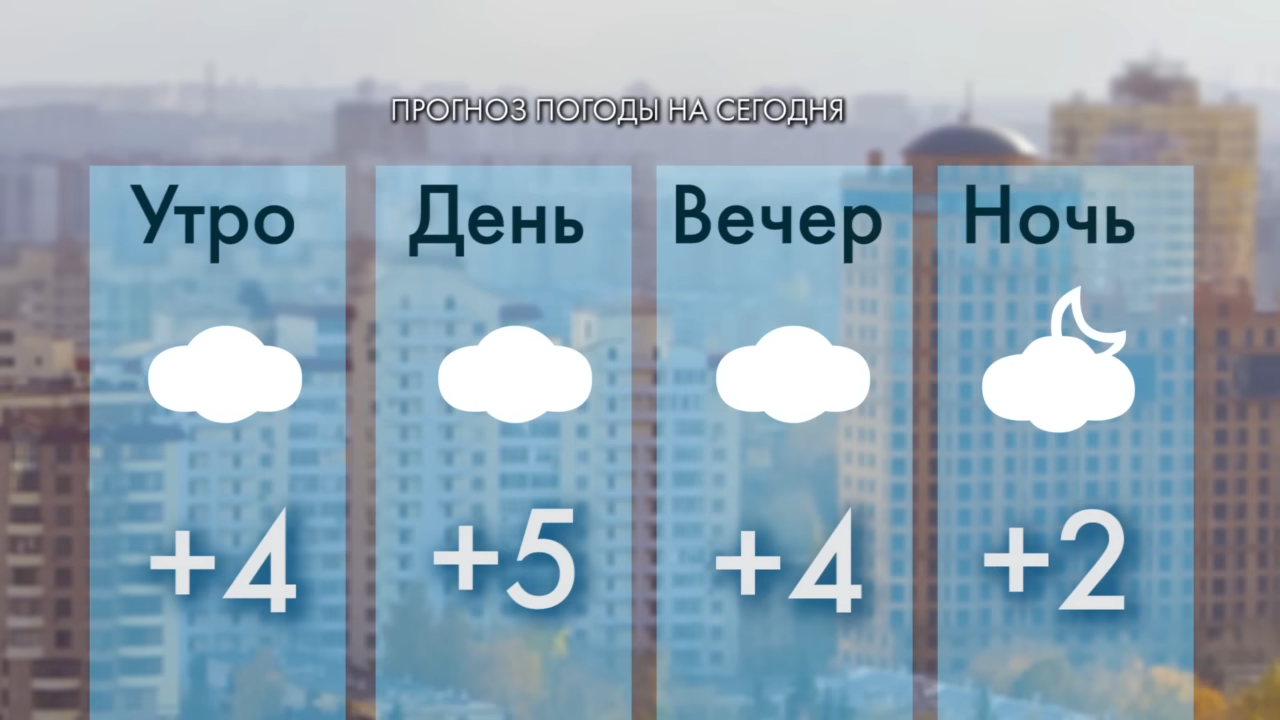 ПРОГНОЗ ПОГОДЫ НА СЕГОДНЯ
Утро День Вечер Ночь
+4 +5 +4 +2